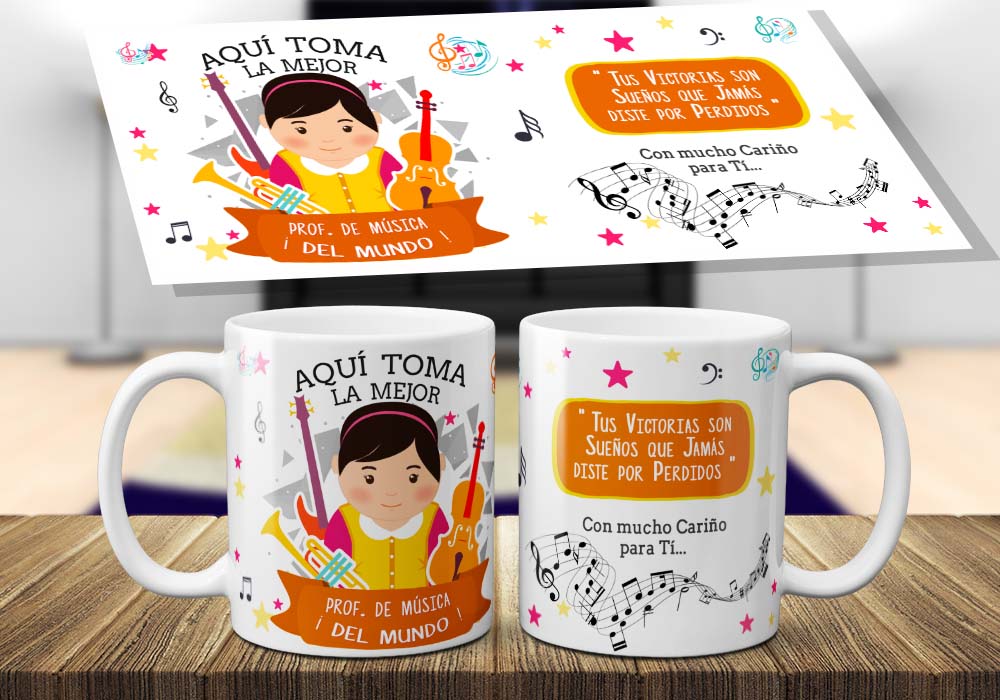 AQUÍ TOMA
LA MEJOR
PROF. DE MÚSICA
¡ DEL MUNDO !
" TUS VICTORIAS SON
SUEÑOS QUE JAMÁS
DISTE POR PERDIDOS "
Con mucho Cariño
para Tí...
AQUÍ TOMA
LA MEJOR
PROF. DE MÚSICA
¡ DEL MUNDO !
" TUS VICTORIAS SON
SUEÑOS QUE JAMÁS
DISTE POR PERDIDOS "
Con mucho Cariño
para Tí...